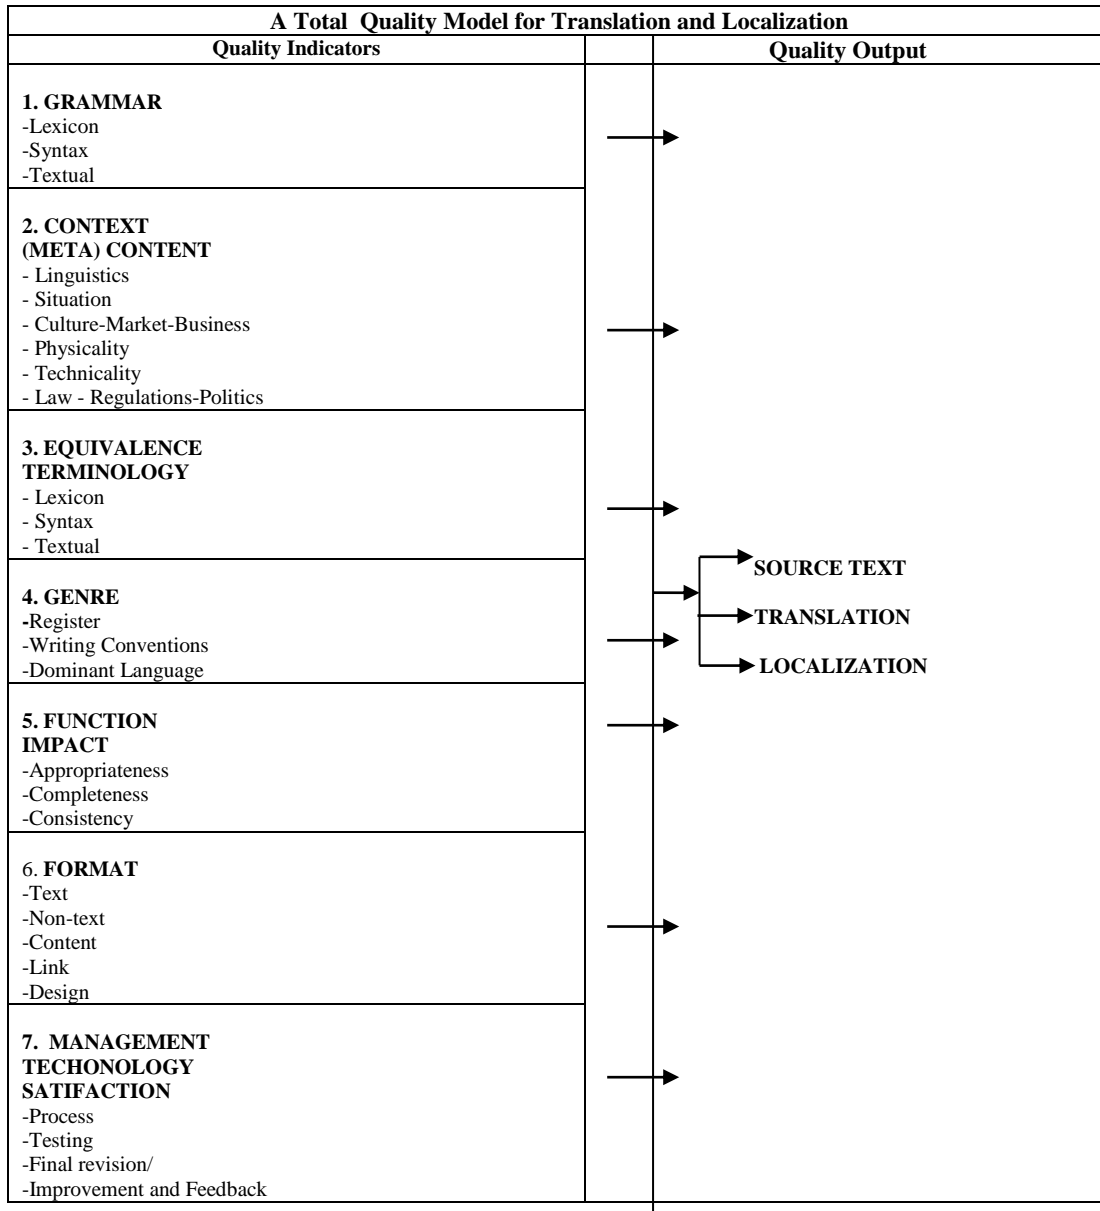 A Total Quality Model for Translation and Localization
Quality Indicators
Quality Output
1. GRAMMAR
-Lexicon
-Syntax
-Textual
2. CONTEXT
(META) CONTENT
- Linguistics
- Situation
- Culture-Market-Business
- Physicality
- Technicality
- Law - Regulations-Politics
3. EQUIVALENCE
TERMINOLOGY
- Lexicon
- Syntax
- Textual
4. GENRE
-Register
-Writing Conventions
-Dominant Language
5. FUNCTION
IMPACT
-Appropriateness
-Completeness
-Consistency
6. FORMAT
-Text
-Non-text
-Content
-Link
-Design
7. MANAGEMENT
TECHONOLOGY
SATIFACTION
-Process
-Testing
-Final revision/
-Improvement and Feedback
SOURCE TEXT
TRANSLATION
LOCALIZATION